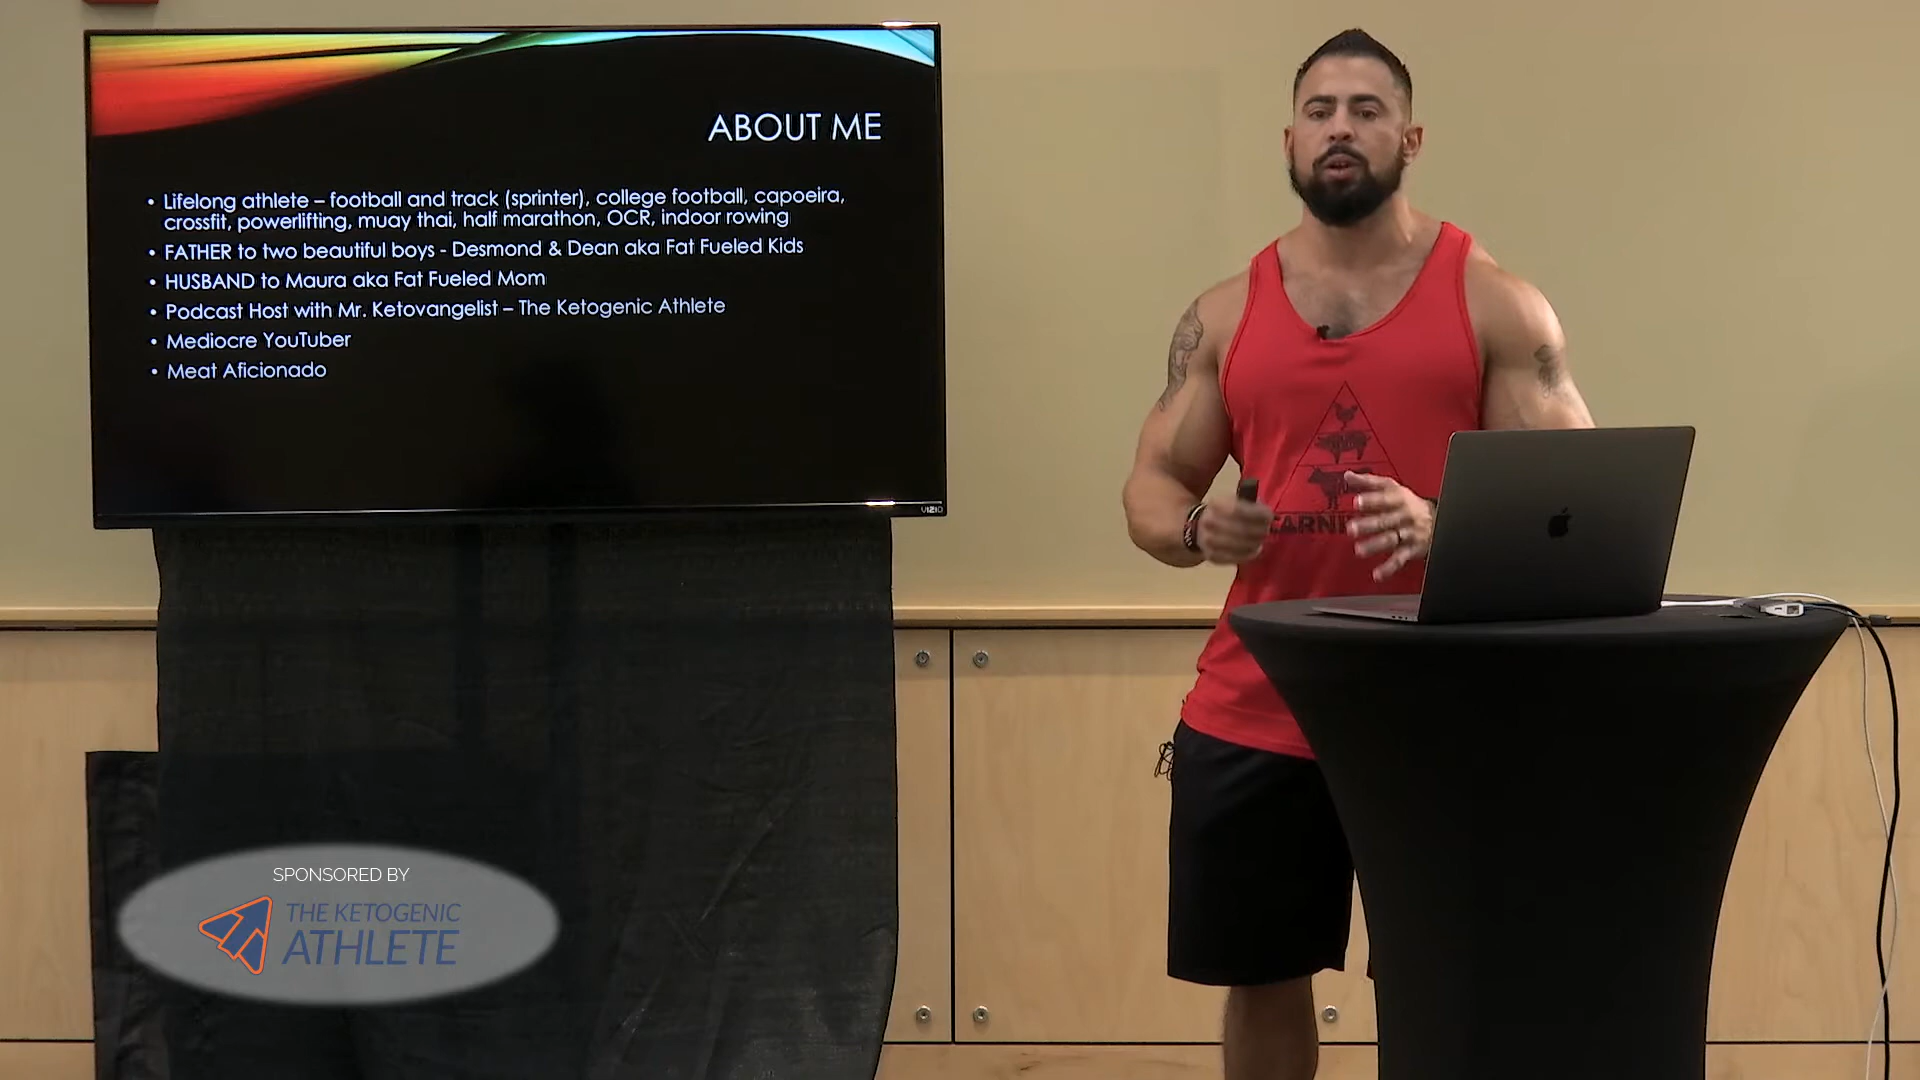 ABOUT ME
• Lifelong athlete – football and track (sprinter), college football, capoeira,
crossfit, powerlifting, muay thai, half marathon, OCR, indoor rowing
• FATHER to two beautiful boys - Desmond & Dean aka Fat Fueled Kids
• HUSBAND to Maura aka Fat Fueled Mom
• Podcast Host with Mr. Ketovangelist – The Ketogenic Athlete
• Mediocre YouTuber
• Meat Aficionado
VIZIO
SPONSORED BY
THE KETOGENIC
ATHLETE